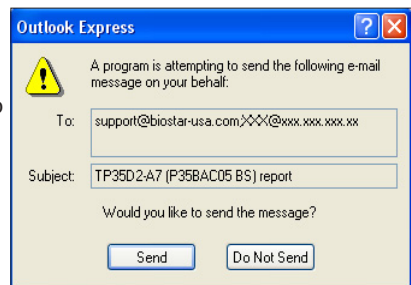 Outlook Express
A program is attempting to send the following e-mail
message on your behalf:
To: support@biostar-usa.com;XXX@xxx.xxx.xxx.xx
Subject: TP35D2-A7 (P35BAC05 BS) report
Would you like to send the message?
Send Do Not Send